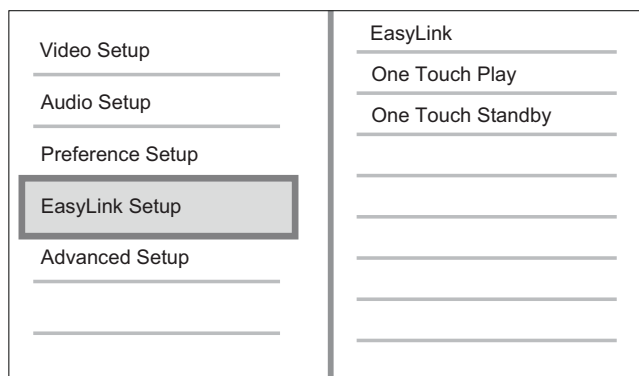 Video Setup
Audio Setup
Preference Setup
EasyLink Setup
Advanced Setup
EasyLink
One Touch Play
One Touch Standby